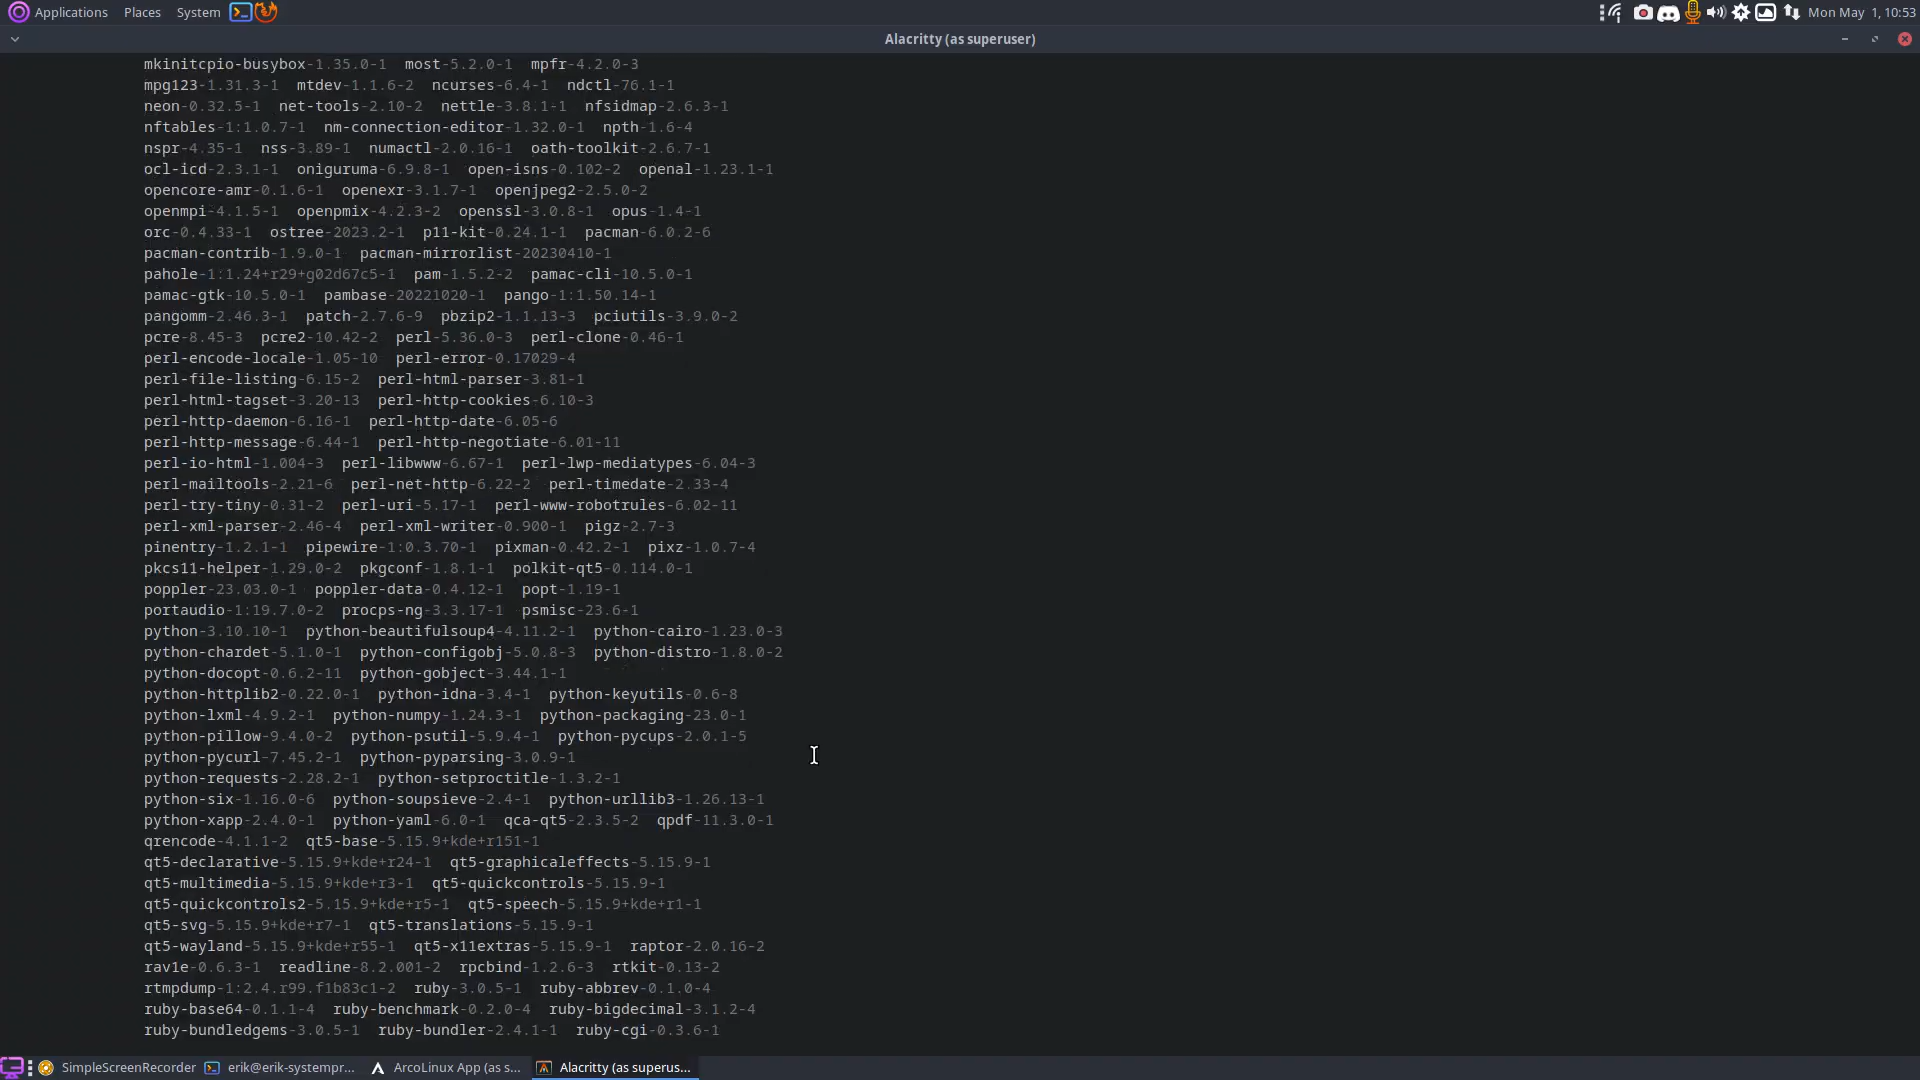 Applications Places System Mon May 1, 10:53
Alacritty (as superuser)
mkinitcpio-busybox-1.35.0-1 most-5.2.0-1 mpfr-4.2.0-3
mpg123-1.31.3-1 mtdev-1.1.6-2 ncurses-6.4-1 ndctl-76.1-1
neon-0.32.5-1 net-tools-2.10-2 nettle-3.8.1-1 nfsidmap-2.6.3-1
nftables-1:1.0.7-1 nm-connection-editor-1.32.0-1 npth-1.6-4
nspr-4.35-1 nss-3.89-1 numactl-2.0.16-1 oath-toolkit-2.6.7-1
ocl-icd-2.3.1-1 oniguruma-6.9.8-1 open-isns-0.102-2 openal-1.23.1-1
opencore-amr-0.1.6-1 openexr-3.1.7-1 openjpeg2-2.5.0-2
openmpi-4.1.5-1 openpmix-4.2.3-2 openssl-3.0.8-1 opus-1.4-1
orc-0.4.33-1 ostree-2023.2-1 p11-kit-0.24.1-1 pacman-6.0.2-6
pacman-contrib-1.9.0-1 pacman-mirrorlist-20230410-1
pahole-1:1.24+r29+g02d67c5-1 pam-1.5.2-2 pamac-cli-10.5.0-1
pamac-gtk-10.5.0-1 pambase-20221020-1 pango-1:1.50.14-1
pangomm-2.46.3-1 patch-2.7.6-9 pbzip2-1.1.13-3 pciutils-3.9.0-2
pcre-8.45-3 pcre2-10.42-2 perl-5.36.0-3 perl-clone-0.46-1
perl-encode-locale-1.05-10 perl-error-0.17029-4
perl-file-listing-6.15-2 perl-html-parser-3.81-1
perl-html-tagset-3.20-13 perl-http-cookies-6.10-3
perl-http-daemon-6.16-1 perl-http-date-6.05-6
perl-http-message-6.44-1 perl-http-negotiate-6.01-11
perl-io-html-1.004-3 perl-libwww-6.67-1 perl-lwp-mediatypes-6.04-3
perl-mailtools-2.21-6 perl-net-http-6.22-2 perl-timedate-2.33-4
perl-try-tiny-0.31-2 perl-uri-5.17-1 perl-www-robotrules-6.02-11
perl-xml-parser-2.46-4 perl-xml-writer-0.900-1 pigz-2.7-3
pinentry-1.2.1-1 pipewire-1:0.3.70-1 pixman-0.42.2-1 pixz-1.0.7-4
pkcs11-helper-1.29.0-2 pkgconf-1.8.1-1 polkit-qt5-0.114.0-1
poppler-23.03.0-1 poppler-data-0.4.12-1 popt-1.19-1
portaudio-1:19.7.0-2 procps-ng-3.3.17-1 psmisc-23.6-1
python-3.10.10-1 python-beautifulsoup4-4.11.2-1 python-cairo-1.23.0-3
python-chardet-5.1.0-1 python-configobj-5.0.8-3 python-distro-1.8.0-2
python-docopt-0.6.2-11 python-gobject-3.44.1-1
python-httplib2-0.22.0-1 python-idna-3.4-1 python-keyutils-0.6-8
python-lxml-4.9.2-1 python-numpy-1.24.3-1 python-packaging-23.0-1
python-pillow-9.4.0-2 python-psutil-5.9.4-1 python-pycups-2.0.1-5
python-pycurl-7.45.2-1 python-pyparsing-3.0.9-1
python-requests-2.28.2-1 python-setproctitle-1.3.2-1
python-six-1.16.0-6 python-soupsieve-2.4-1 python-urllib3-1.26.13-1
python-xapp-2.4.0-1 python-yaml-6.0-1 qca-qt5-2.3.5-2 qpdf-11.3.0-1
qrencode-4.1.1-2 qt5-base-5.15.9+kde+r151-1
qt5-declarative-5.15.9+kde+r24-1 qt5-graphicaleffects-5.15.9-1
qt5-multimedia-5.15.9+kde+r3-1 qt5-quickcontrols-5.15.9-1
qt5-quickcontrols2-5.15.9+kde+r5-1 qt5-speech-5.15.9+kde+r1-1
qt5-svg-5.15.9+kde+r7-1 qt5-translations-5.15.9-1
qt5-wayland-5.15.9+kde+r55-1 qt5-x11extras-5.15.9-1 raptor-2.0.16-2
rav1e-0.6.3-1 readline-8.2.001-2 rpcbind-1.2.6-3 rtkit-0.13-2
rtmpdump-1:2.4.r99.f1b83c1-2 ruby-3.0.5-1 ruby-abbrev-0.1.0-4
ruby-base64-0.1.1-4 ruby-benchmark-0.2.0-4 ruby-bigdecimal-3.1.2-4
ruby-bundledgems-3.0.5-1 ruby-bundler-2.4.1-1 ruby-cgi-0.3.6-1
SimpleScreenRecorder erik@erik-systempr... ArcoLinux App (as s... Alacritty (as superus...